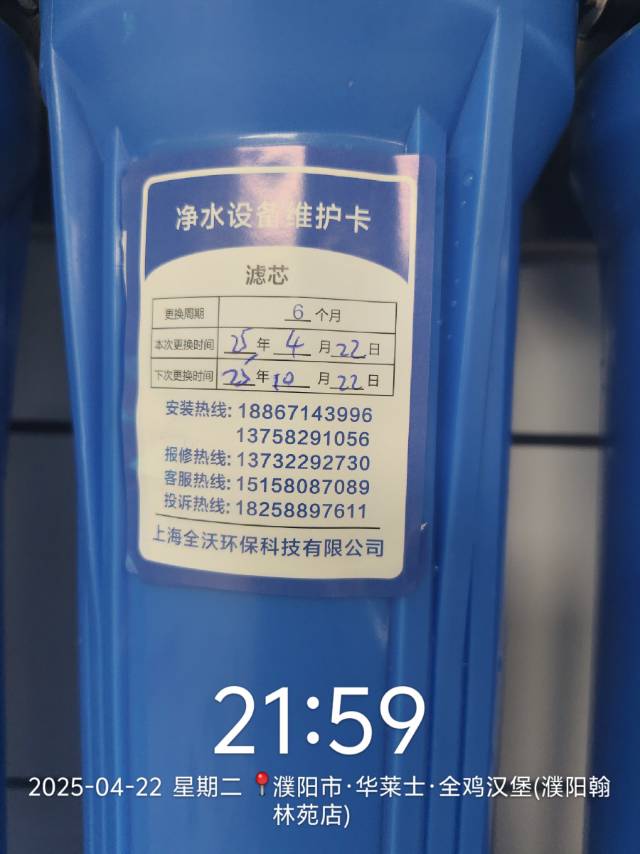 净水设备维护卡
滤芯
更换周期 6 个月
本次更换时间 25 年 4 月 22 日
下次更换时间 25 年 10 月 22 日
安装热线: 18867143996
13758291056
报修热线: 13732292730
客服热线: 15158087089
投诉热线: 18258897611
上海全沃环保科技有限公司
21:59
2025-04-22 星期二 📍濮阳市·华莱士·全鸡汉堡(濮阳翰
林苑店)